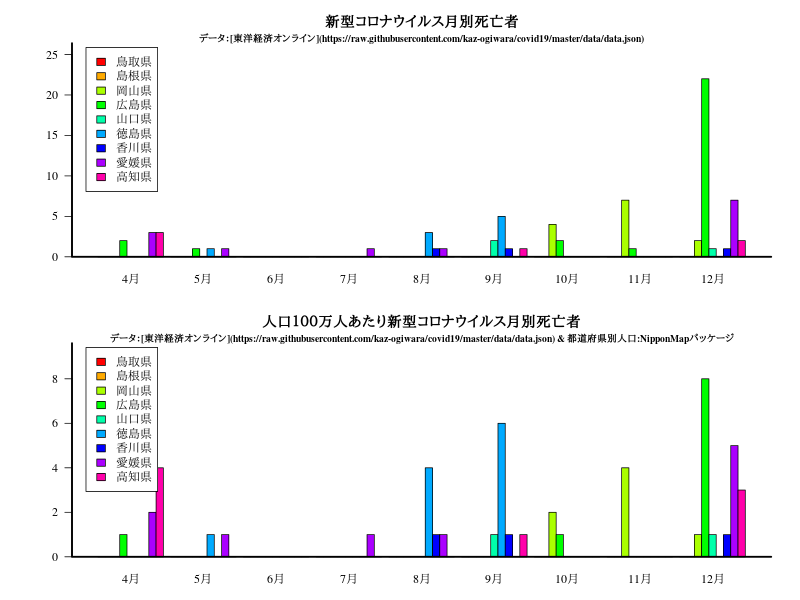 新型コロナウイルス月別死亡者
データ:[東洋経済オンライン](https://raw.githubusercontent.com/kaz-ogiwara/covid19/master/data/data.json)
25
20
15
10
5
0
鳥取県
島根県
岡山県
広島県
山口県
徳島県
香川県
愛媛県
高知県
4月 5月 6月 7月 8月 9月 10月 11月 12月
人口100万人あたり新型コロナウイルス月別死亡者
データ:[東洋経済オンライン](https://raw.githubusercontent.com/kaz-ogiwara/covid19/master/data/data.json) & 都道府県別人口:NipponMapパッケージ
8
6
4
2
0
鳥取県
島根県
岡山県
広島県
山口県
徳島県
香川県
愛媛県
高知県
4月 5月 6月 7月 8月 9月 10月 11月 12月